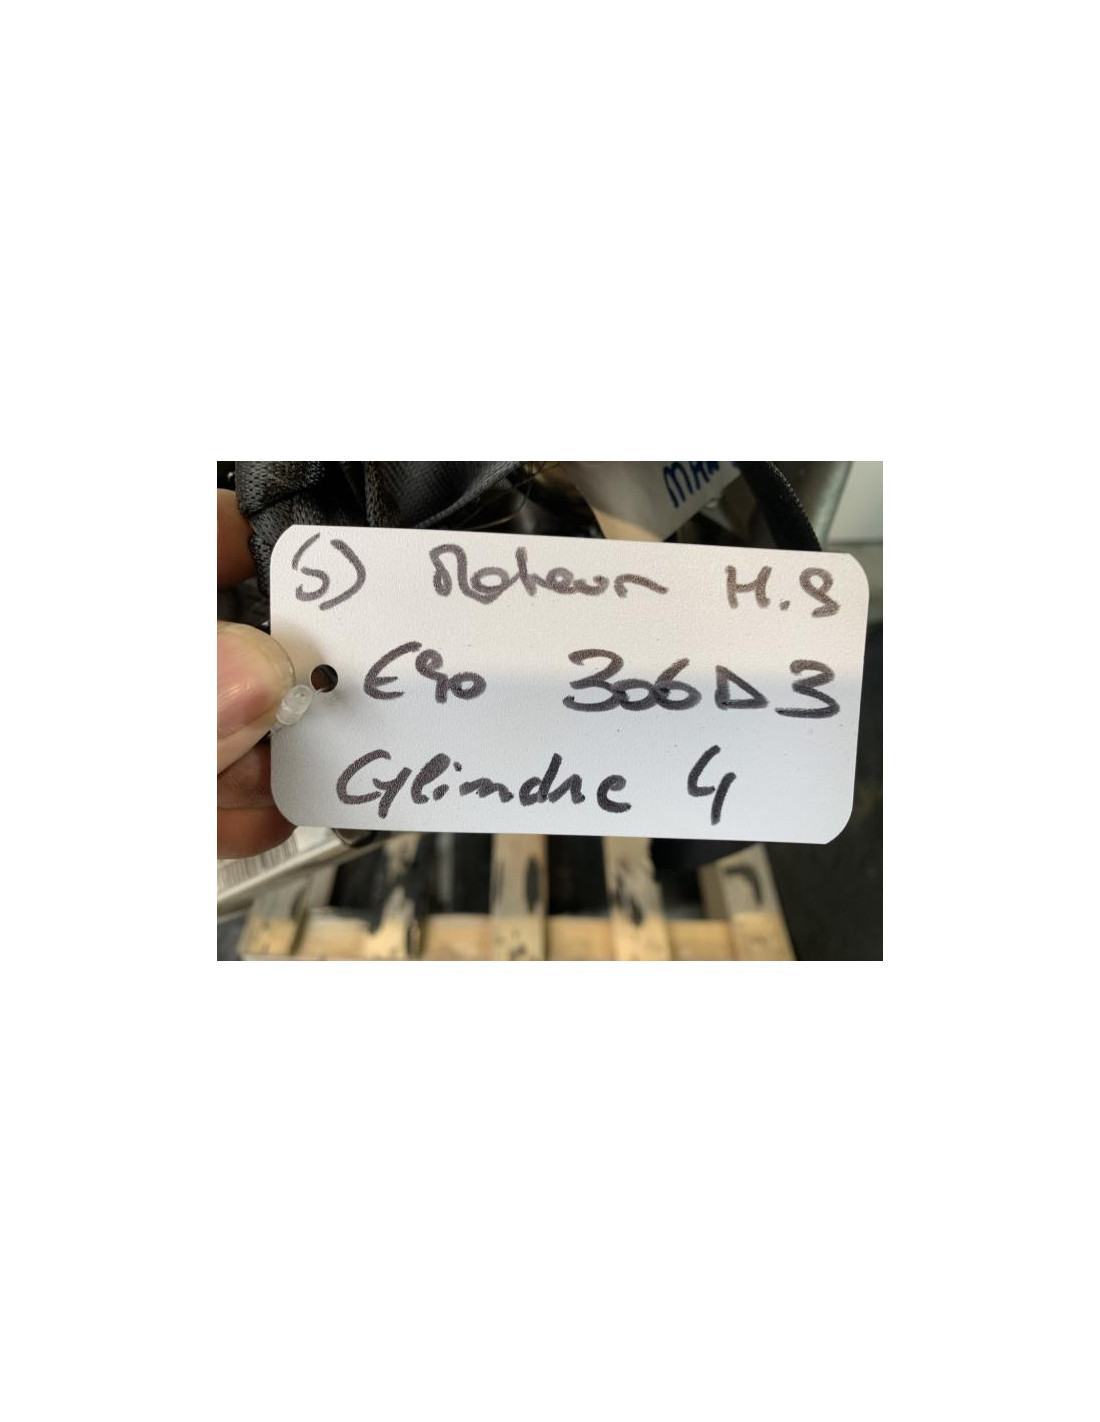 5) Moteur H.S
E90 306D3
Cylindre 4